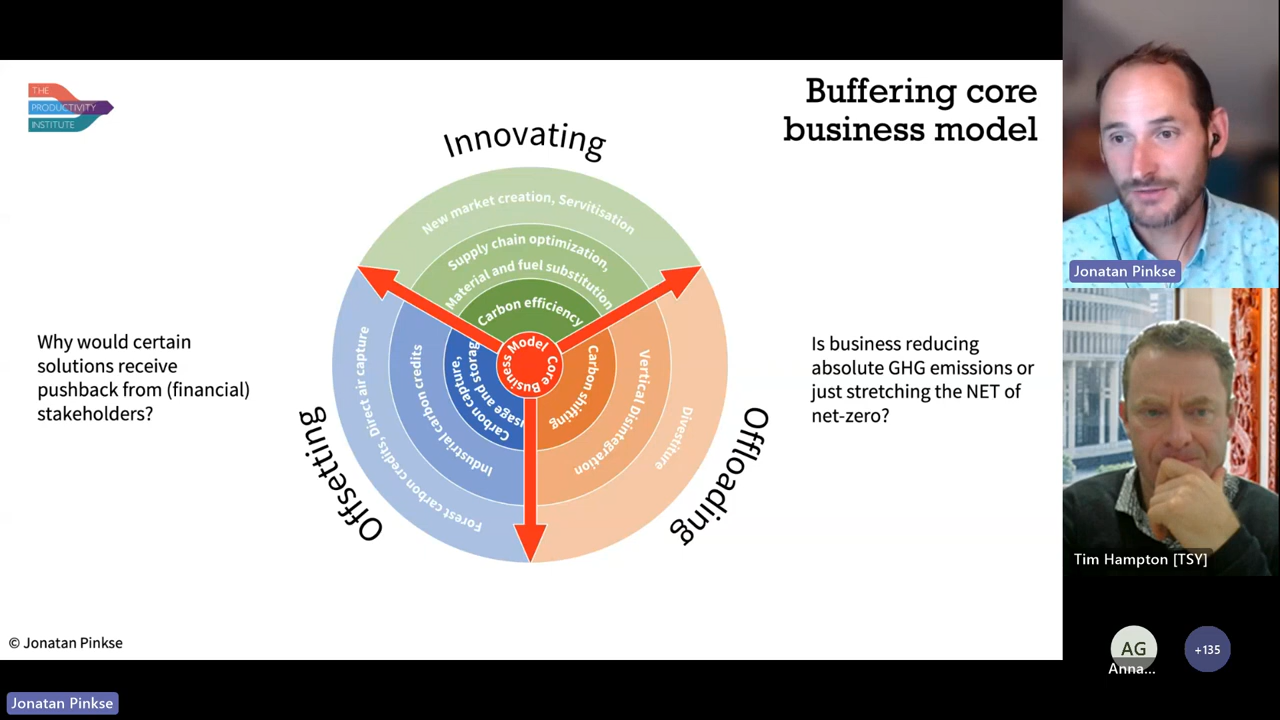 THE
PRODUCTIVITY
INSTITUTE
Buffering core
business model
Innovating
New market creation, Servitisation
Supply chain optimization,
Material and fuel substitution
Carbon efficiency
Core Business Model
Carbon capture,
usage and storag
Industrial carbon credits
Forest carbon credits, Direct air capture
Offsetting
Carbon shifting
Vertical Disintegration
Divestiture
Offloading
Why would certain
solutions receive
pushback from (financial)
stakeholders?
Is business reducing
absolute GHG emissions or
just stretching the NET of
net-zero?
© Jonatan Pinkse
Jonatan Pinkse
Jonatan Pinkse
Tim Hampton [TSY]
AG
Anna...
+135